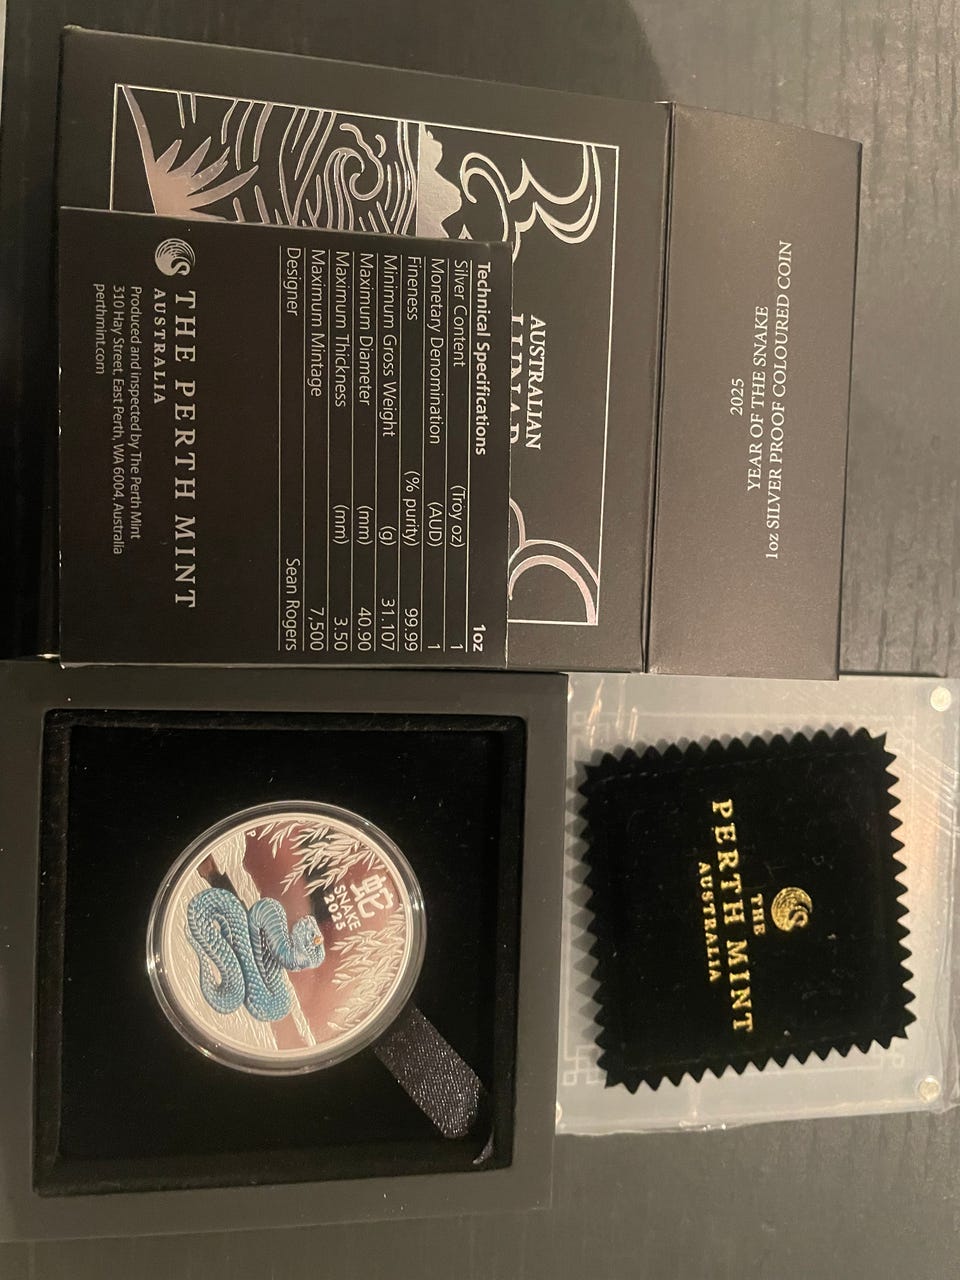 2025
YEAR OF THE SNAKE
1oz SILVER PROOF COLOURED COIN
AUSTRALIAN
Technical Specifications 1oz
Silver Content (Troy oz) 1
Monetary Denomination (AUD) 1
Fineness (% purity) 99.99
Minimum Gross Weight (g) 31.107
Maximum Diameter (mm) 40.90
Maximum Thickness (mm) 3.50
Maximum Mintage 7,500
Designer Sean Rogers
THE PERTH MINT
AUSTRALIA
Produced and inspected by The Perth Mint
310 Hay Street, East Perth, WA 6004, Australia
perthmint.com
THE
PERTH MINT
AUSTRALIA
蛇
SNAKE
2025
P